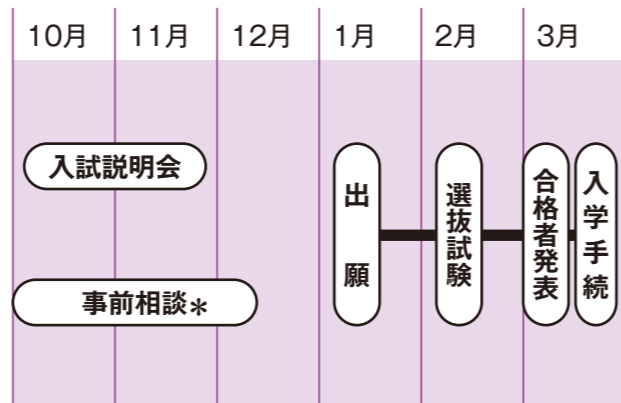 10月 11月 12月 1月 2月 3月
入試説明会
事前相談＊
出願
選抜試験
合格者発表
入学手続